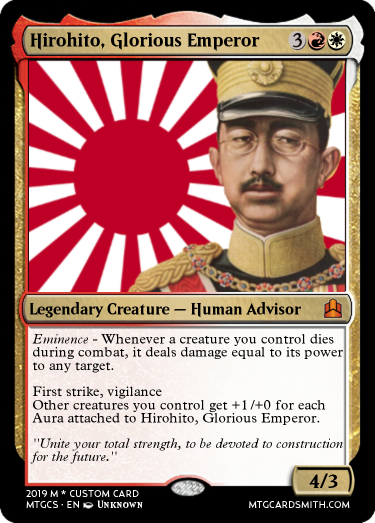 Hirohito, Glorious Emperor 3
Legendary Creature — Human Advisor
Eminence - Whenever a creature you control dies
during combat, it deals damage equal to its power
to any target.
First strike, vigilance
Other creatures you control get +1/+0 for each
Aura attached to Hirohito, Glorious Emperor.
"Unite your total strength, to be devoted to construction
for the future."
4/3
2019 M * CUSTOM CARD
MTGCS · EN UNKNOWN
MTGCARDSMITH.COM